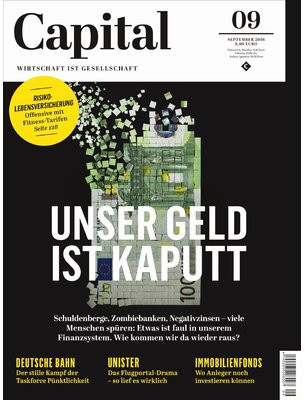 Capital
09
SEPTEMBER 2016
WIRTSCHAFT IST GESELLSCHAFT
RISIKO-
LEBENSVERSICHERUNG
Offensive mit
Fitness-Tarifen
Seite 128
100
UNSER GELD
IST KAPUTT
Schuldenberge, Zombiebanken, Negativzinsen – viele
Menschen spüren: Etwas ist faul in unserem
Finanzsystem. Wie kommen wir da wieder raus?
DEUTSCHE BAHN
Der stille Kampf der
Taskforce Pünktlichkeit
UNISTER
Das Flugportal-Drama
– so lief es wirklich
IMMOBILIENFONDS
Wo Anleger noch
investieren können